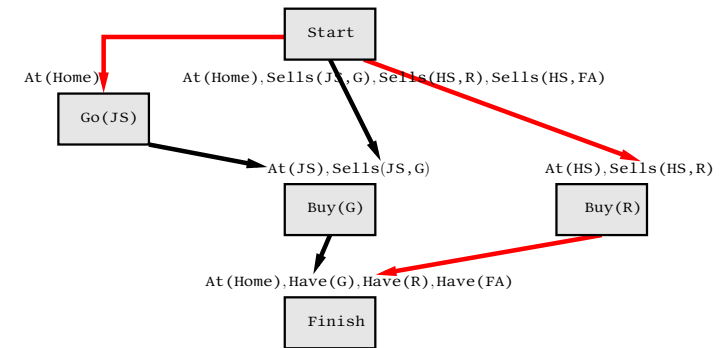 Start
At(Home)
At(Home),Sells(JS,G),Sells(HS,R),Sells(HS,FA)
Go(JS)
At(JS),Sells(JS,G)
At(HS),Sells(HS,R)
Buy(G)
Buy(R)
At(Home),Have(G),Have(R),Have(FA)
Finish